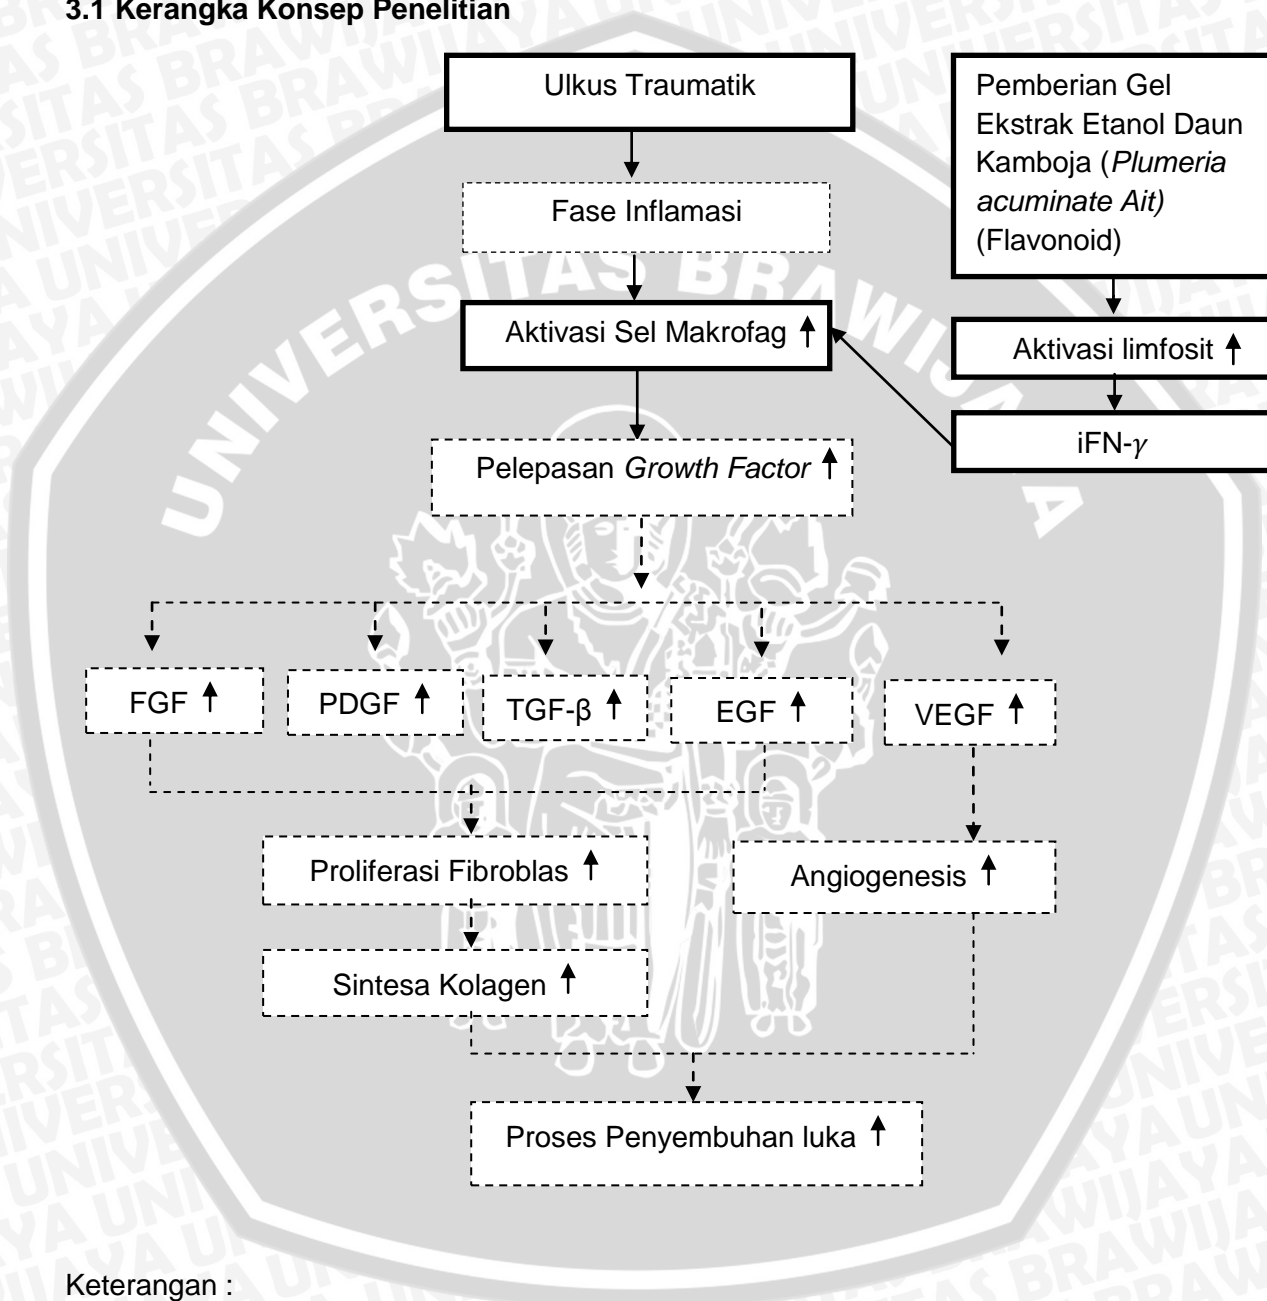 3.1 Kerangka Konsep Penelitian
Ulkus Traumatik
Pemberian Gel
Ekstrak Etanol Daun
Kamboja (Plumeria
acuminate Ait)
(Flavonoid)
Fase Inflamasi
Aktivasi Sel Makrofag
Aktivasi limfosit
iFN-γ
Pelepasan Growth Factor
FGF
PDGF
TGF-β
EGF
VEGF
Proliferasi Fibroblas
Angiogenesis
Sintesa Kolagen
Proses Penyembuhan luka
Keterangan :
UNIVERSITAS BRAWIJAYA